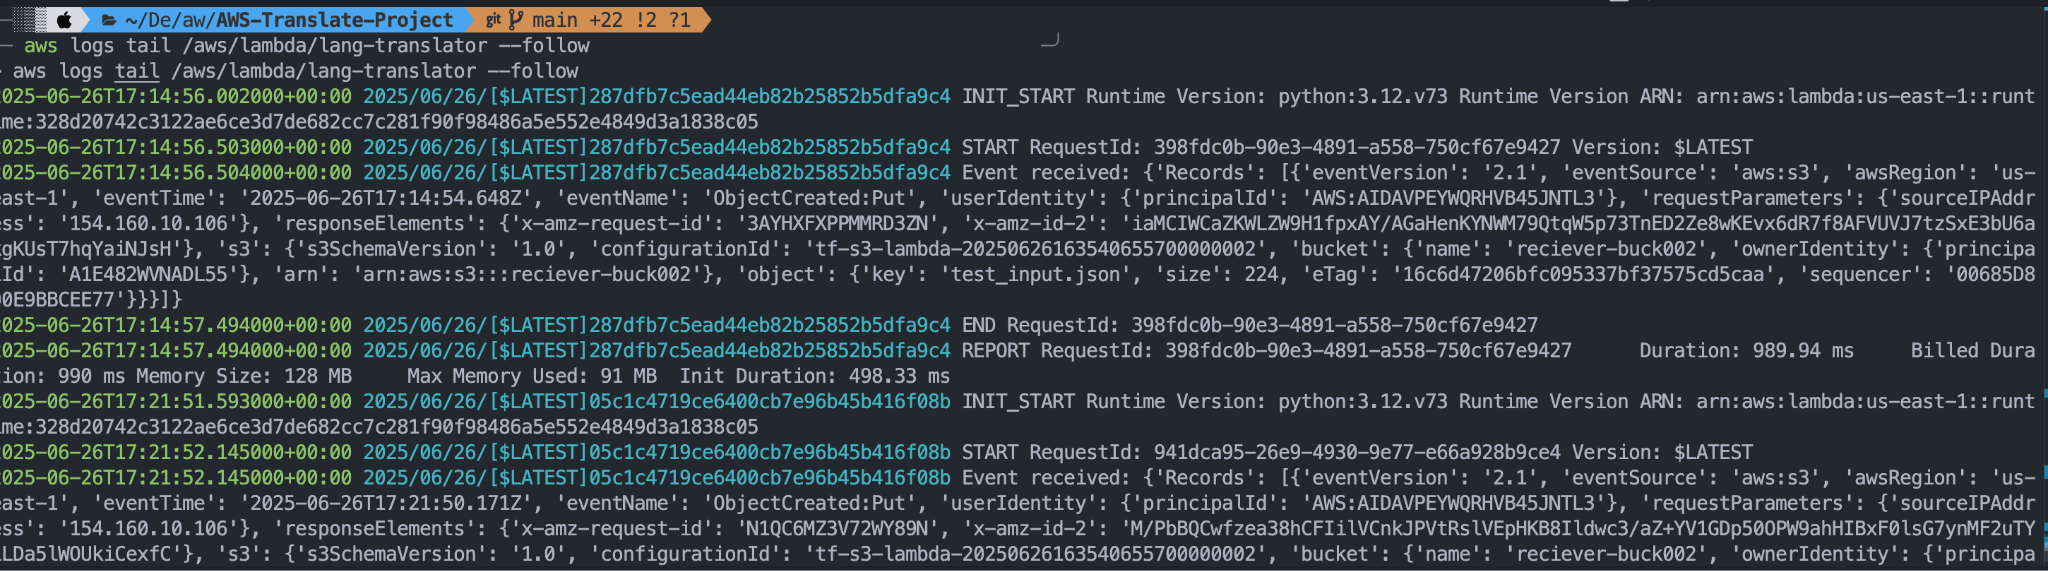 ~/De/aw/AWS-Translate-Project git main +22 !2 ?1
aws logs tail /aws/lambda/lang-translator --follow
aws logs tail /aws/lambda/lang-translator --follow
025-06-26T17:14:56.002000+00:00 2025/06/26/[$LATEST]287dfb7c5ead44eb82b25852b5dfa9c4 INIT_START Runtime Version: python:3.12.v73 Runtime Version ARN: arn:aws:lambda:us-east-1::runt
me:328d20742c3122ae6ce3d7de682cc7c281f90f98486a5e552e4849d3a1838c05
025-06-26T17:14:56.503000+00:00 2025/06/26/[$LATEST]287dfb7c5ead44eb82b25852b5dfa9c4 START RequestId: 398fdc0b-90e3-4891-a558-750cf67e9427 Version: $LATEST
025-06-26T17:14:56.504000+00:00 2025/06/26/[$LATEST]287dfb7c5ead44eb82b25852b5dfa9c4 Event received: {'Records': [{'eventVersion': '2.1', 'eventSource': 'aws:s3', 'awsRegion': 'us-
east-1', 'eventTime': '2025-06-26T17:14:54.648Z', 'eventName': 'ObjectCreated:Put', 'userIdentity': {'principalId': 'AWS:AIDAVPEYWQRHVB45JNTL3'}, 'requestParameters': {'sourceIPAddr
ess': '154.160.10.106'}, 'responseElements': {'x-amz-request-id': '3AYHXFXPPMMRD3ZN', 'x-amz-id-2': 'iaMCIWCaZKWLZW9H1fpxAY/AGaHenKYNWM79QtqW5p73TnED2Ze8wKEvx6dR7f8AFVUVJ7tzSxE3bU6a
kgKUsT7hqYaiNJsH'}, 's3': {'s3SchemaVersion': '1.0', 'configurationId': 'tf-s3-lambda-20250626163540655700000002', 'bucket': {'name': 'reciever-buck002', 'ownerIdentity': {'principa
lId': 'A1E482WVNADL55'}, 'arn': 'arn:aws:s3:::reciever-buck002'}, 'object': {'key': 'test_input.json', 'size': 224, 'eTag': '16c6d47206bfc095337bf37575cd5caa', 'sequencer': '00685D8
00E9BBCEE77'}}}]}
025-06-26T17:14:57.494000+00:00 2025/06/26/[$LATEST]287dfb7c5ead44eb82b25852b5dfa9c4 END RequestId: 398fdc0b-90e3-4891-a558-750cf67e9427
025-06-26T17:14:57.494000+00:00 2025/06/26/[$LATEST]287dfb7c5ead44eb82b25852b5dfa9c4 REPORT RequestId: 398fdc0b-90e3-4891-a558-750cf67e9427 Duration: 989.94 ms Billed Dura
tion: 990 ms Memory Size: 128 MB Max Memory Used: 91 MB Init Duration: 498.33 ms
025-06-26T17:21:51.593000+00:00 2025/06/26/[$LATEST]05c1c4719ce6400cb7e96b45b416f08b INIT_START Runtime Version: python:3.12.v73 Runtime Version ARN: arn:aws:lambda:us-east-1::runt
me:328d20742c3122ae6ce3d7de682cc7c281f90f98486a5e552e4849d3a1838c05
025-06-26T17:21:52.145000+00:00 2025/06/26/[$LATEST]05c1c4719ce6400cb7e96b45b416f08b START RequestId: 941dca95-26e9-4930-9e77-e66a928b9ce4 Version: $LATEST
025-06-26T17:21:52.145000+00:00 2025/06/26/[$LATEST]05c1c4719ce6400cb7e96b45b416f08b Event received: {'Records': [{'eventVersion': '2.1', 'eventSource': 'aws:s3', 'awsRegion': 'us-
east-1', 'eventTime': '2025-06-26T17:21:50.171Z', 'eventName': 'ObjectCreated:Put', 'userIdentity': {'principalId': 'AWS:AIDAVPEYWQRHVB45JNTL3'}, 'requestParameters': {'sourceIPAddr
ess': '154.160.10.106'}, 'responseElements': {'x-amz-request-id': 'N1QC6MZ3V72WY89N', 'x-amz-id-2': 'M/PbBQCwfzea38hCFIilVCnkJPVtRslVEpHKB8Ildwc3/aZ+YV1GDp50OPW9ahHIBxF0lsG7ynMF2uTY
LDa5lWOUkiCexfC'}, 's3': {'s3SchemaVersion': '1.0', 'configurationId': 'tf-s3-lambda-20250626163540655700000002', 'bucket': {'name': 'reciever-buck002', 'ownerIdentity': {'principa